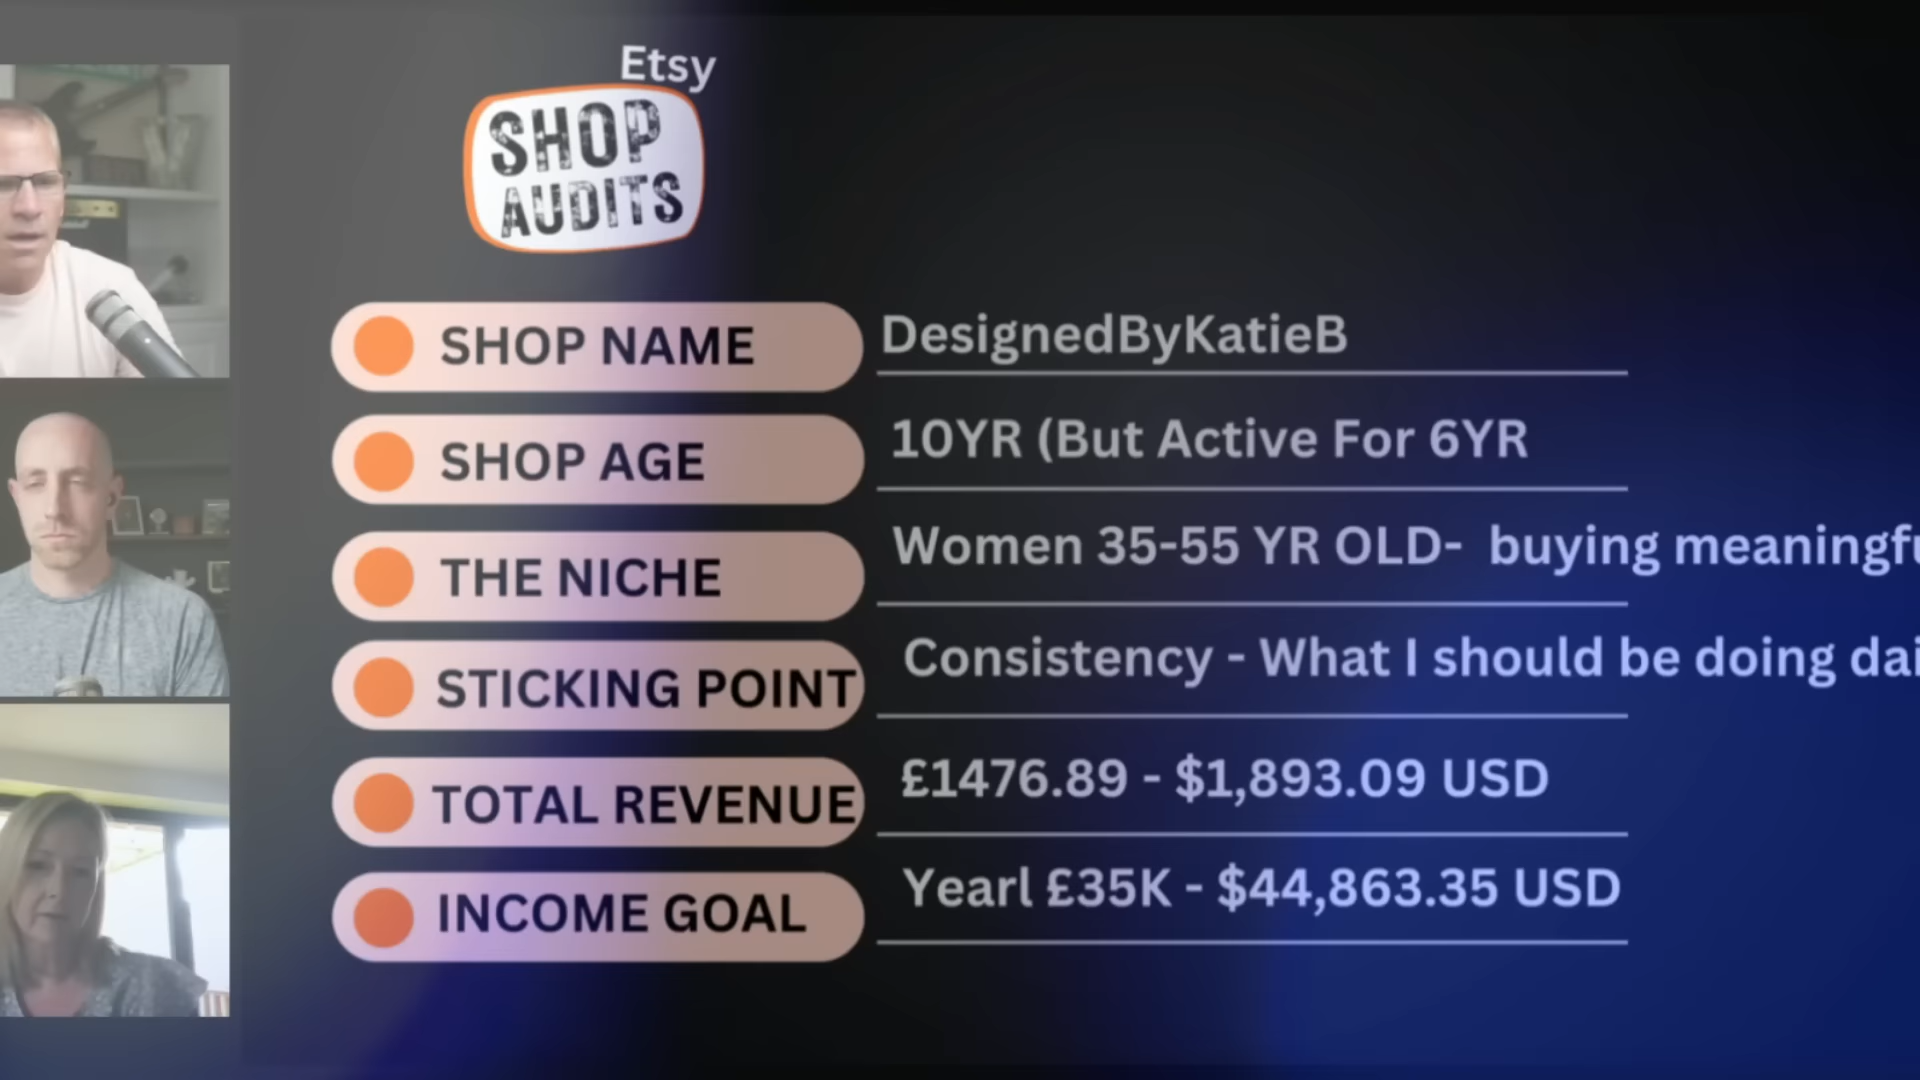 Etsy
SHOP
AUDITS
SHOP NAME
DesignedByKatieB
SHOP AGE
10YR (But Active For 6YR
THE NICHE
Women 35-55 YR OLD- buying
STICKING POINT
Consistency - What I should be doing
TOTAL REVENUE
£1476.89 - $1,893.09 USD
INCOME GOAL
Yearl £35K - $44,863.35 USD